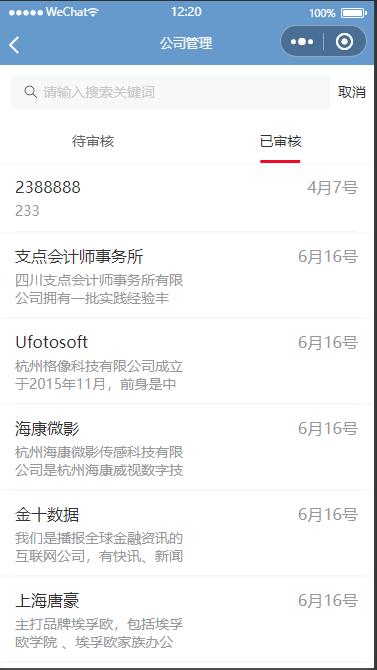 WeChat 12:20 100%
公司管理
请输入搜索关键词 取消
待审核 已审核
2388888 4月7号
233
支点会计师事务所 6月16号
四川支点会计师事务所有限
公司拥有一批实践经验丰
Ufotosoft 6月16号
杭州格像科技有限公司成立
于2015年11月，前身是中
海康微影 6月16号
杭州海康微影传感科技有限
公司是杭州海康威视数字技
金十数据 6月16号
我们是播报全球金融资讯的
互联网公司，有快讯、新闻
上海唐豪 6月16号
主打品牌埃孚欧，包括埃孚
欧学院 、埃孚欧家族办公